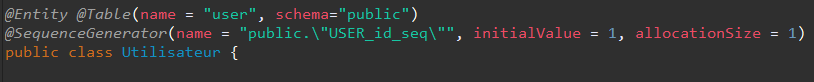 @Entity @Table(name = "user", schema="public")
@SequenceGenerator(name = "public.\"USER_id_seq\"", initialValue = 1, allocationSize = 1)
public class Utilisateur {